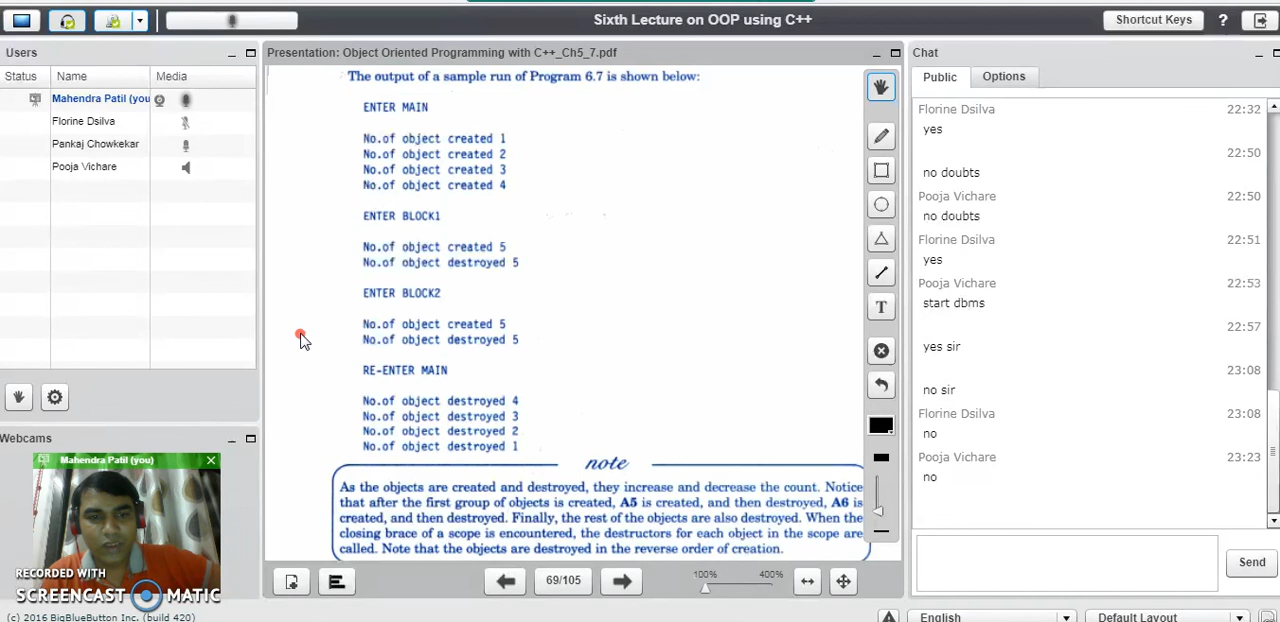 Sixth Lecture on OOP using C++
Shortcut Keys
?
Users
Presentation: Object Oriented Programming with C++_Ch5_7.pdf
Chat
Status Name Media
Mahendra Patil (you)
Florine Dsilva
Pankaj Chowkekar
Pooja Vichare
The output of a sample run of Program 6.7 is shown below:
ENTER MAIN
No.of object created 1
No.of object created 2
No.of object created 3
No.of object created 4
ENTER BLOCK1
No.of object created 5
No.of object destroyed 5
ENTER BLOCK2
No.of object created 5
No.of object destroyed 5
RE-ENTER MAIN
No.of object destroyed 4
No.of object destroyed 3
No.of object destroyed 2
No.of object destroyed 1
note
As the objects are created and destroyed, they increase and decrease the count. Notice
that after the first group of objects is created, A5 is created, and then destroyed, A6 is
created, and then destroyed. Finally, the rest of the objects are also destroyed. When the
closing brace of a scope is encountered, the destructors for each object in the scope are
called. Note that the objects are destroyed in the reverse order of creation.
T
69/105
100% 400%
Public Options
Florine Dsilva 22:32
yes
22:50
no doubts
Pooja Vichare 22:50
no doubts
Florine Dsilva 22:51
yes
Pooja Vichare 22:53
start dbms
22:57
yes sir
23:08
no sir
Florine Dsilva 23:08
no
Pooja Vichare 23:23
no
Send
Webcams
Mahendra Patil (you)
RECORDED WITH
SCREENCAST MATIC
(c) 2016 BigBlueButton Inc. (build 420)
English
Default Layout